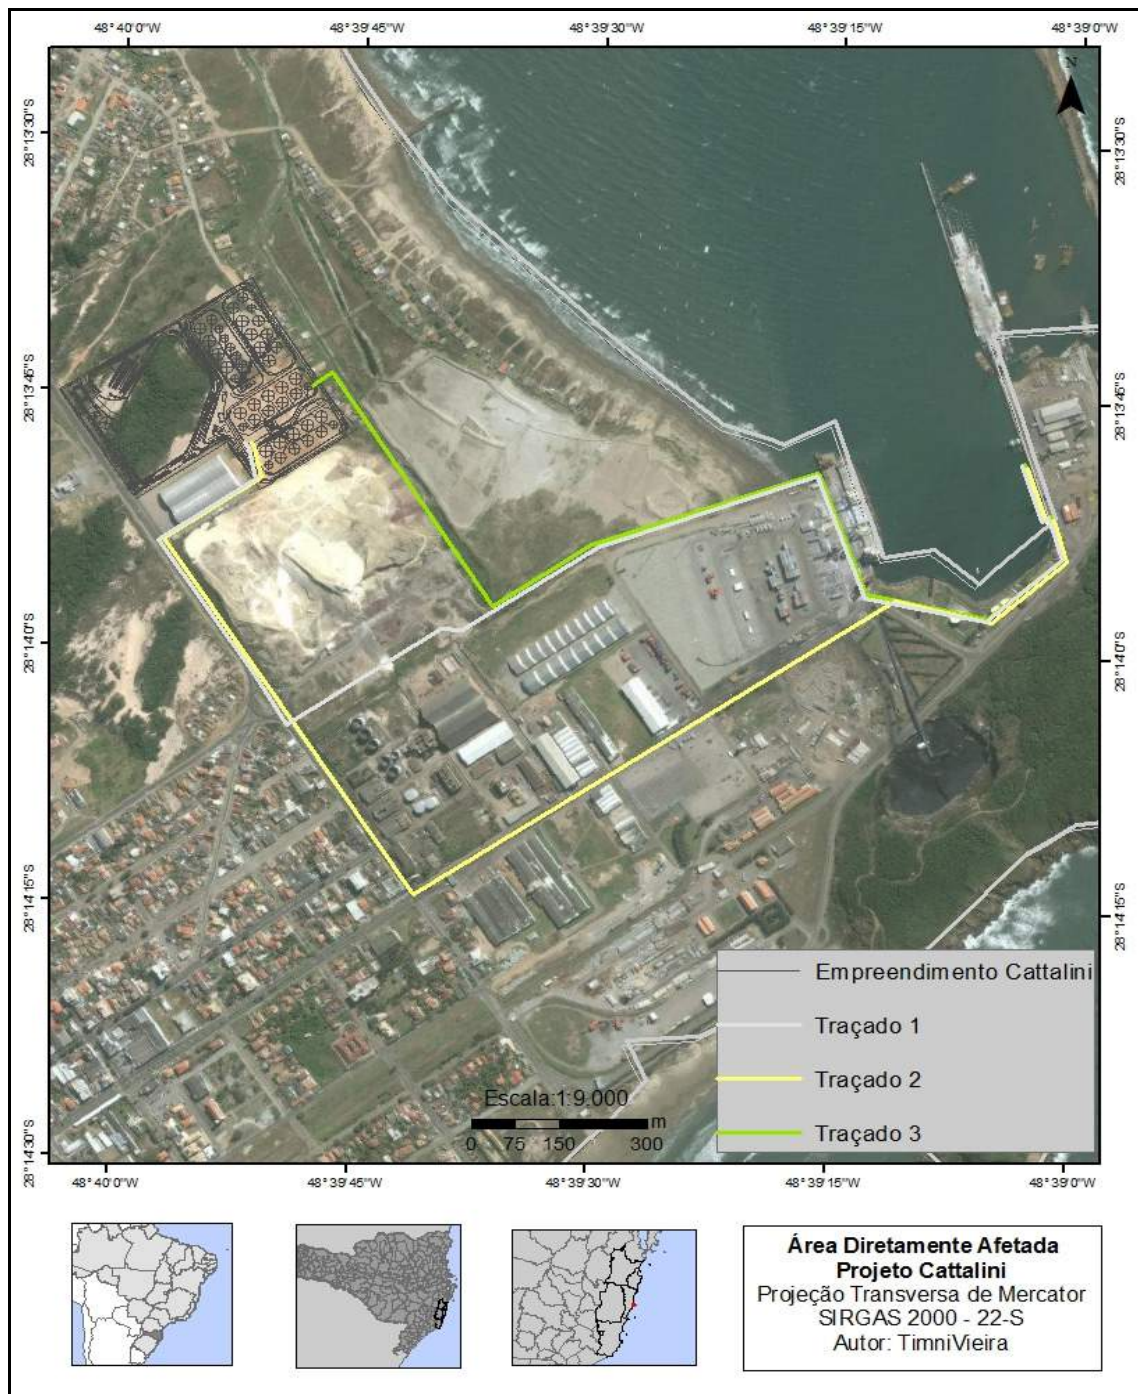 48°40'0"W 48°39'45"W 48°39'30"W 48°39'15"W 48°39'0"W
N
28°13'30"S 28°13'30"S
28°13'45"S 28°13'45"S
28°14'0"S 28°14'0"S
28°14'15"S 28°14'15"S
Empreendimento Cattalini
Traçado 1
Traçado 2
Traçado 3
Escala:1:9.000
m
0 75 150 300
28°14'30"S
48°40'0"W 48°39'45"W 48°39'30"W 48°39'15"W 48°39'0"W
Área Diretamente Afetada
Projeto Cattalini
Projeção Transversa de Mercator
SIRGAS 2000 - 22-S
Autor: TimniVieira